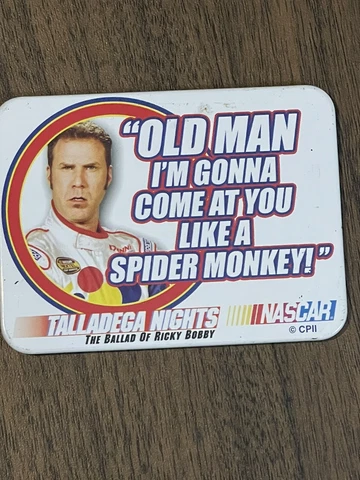 "OLD MAN
I'M GONNA
COME AT YOU
LIKE A
SPIDER MONKEY!"
TALLADEGA NIGHTS
THE BALLAD OF RICKY BOBBY
NASCAR
© CPII